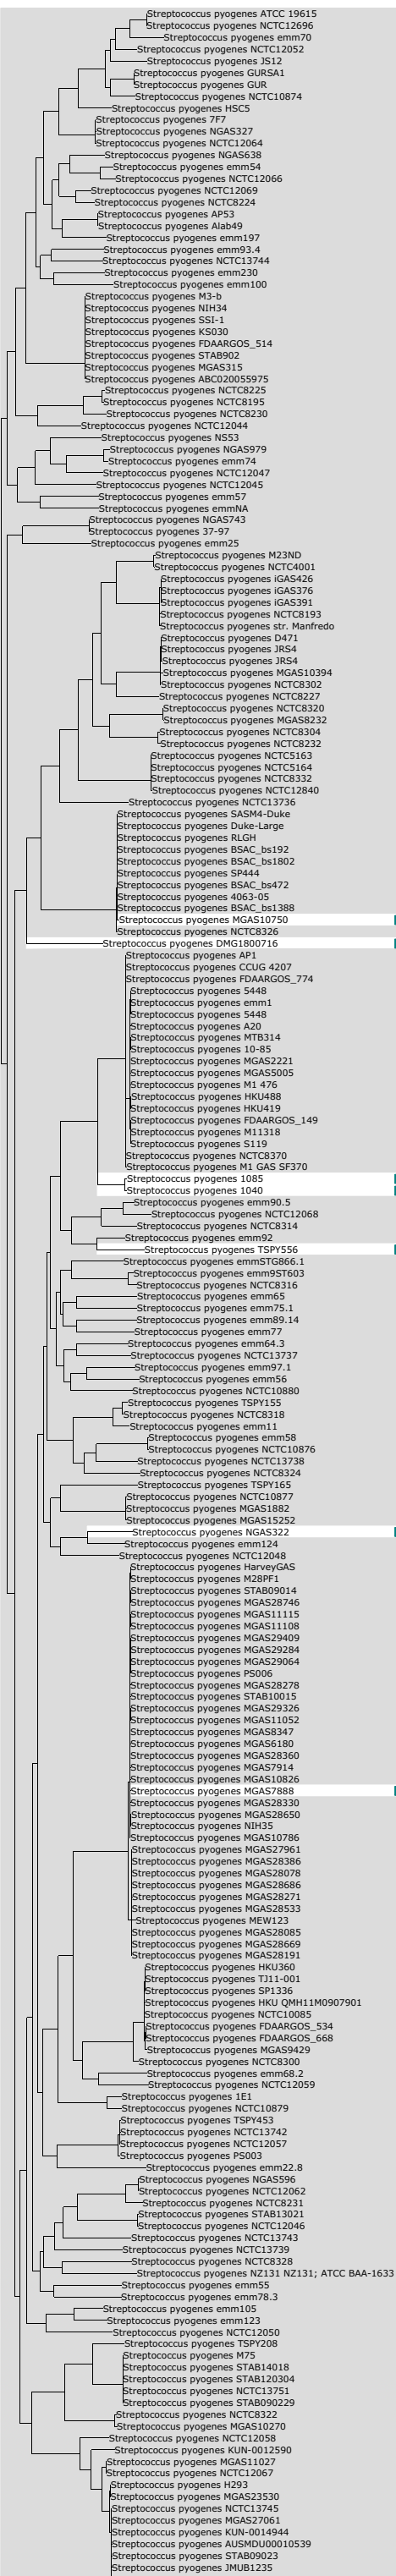 Streptococcus pyogenes ATCC 19615
Streptococcus pyogenes NCTC12696
Streptococcus pyogenes emm70
Streptococcus pyogenes NCTC12052
Streptococcus pyogenes JS12
Streptococcus pyogenes GURSA1
Streptococcus pyogenes GUR
Streptococcus pyogenes NCTC10874
Streptococcus pyogenes HSC5
Streptococcus pyogenes 7F7
Streptococcus pyogenes NGAS327
Streptococcus pyogenes NCTC12064
Streptococcus pyogenes NGAS638
Streptococcus pyogenes emm54
Streptococcus pyogenes NCTC12066
Streptococcus pyogenes NCTC12069
Streptococcus pyogenes NCTC8224
Streptococcus pyogenes AP53
Streptococcus pyogenes Alab49
Streptococcus pyogenes emm197
Streptococcus pyogenes emm93.4
Streptococcus pyogenes NCTC13744
Streptococcus pyogenes emm230
Streptococcus pyogenes emm100
Streptococcus pyogenes M3-b
Streptococcus pyogenes NIH34
Streptococcus pyogenes SSI-1
Streptococcus pyogenes KS030
Streptococcus pyogenes FDAARGOS_514
Streptococcus pyogenes STAB902
Streptococcus pyogenes MGAS315
Streptococcus pyogenes ABC020055975
Streptococcus pyogenes NCTC8225
Streptococcus pyogenes NCTC8195
Streptococcus pyogenes NCTC8230
Streptococcus pyogenes NCTC12044
Streptococcus pyogenes NS53
Streptococcus pyogenes NGAS979
Streptococcus pyogenes emm74
Streptococcus pyogenes NCTC12047
Streptococcus pyogenes NCTC12045
Streptococcus pyogenes emm57
Streptococcus pyogenes emmNA
Streptococcus pyogenes NGAS743
Streptococcus pyogenes 37-97
Streptococcus pyogenes emm25
Streptococcus pyogenes M23ND
Streptococcus pyogenes NCTC4001
Streptococcus pyogenes iGAS426
Streptococcus pyogenes iGAS376
Streptococcus pyogenes iGAS391
Streptococcus pyogenes NCTC8193
Streptococcus pyogenes str. Manfredo
Streptococcus pyogenes D471
Streptococcus pyogenes JRS4
Streptococcus pyogenes JRS4
Streptococcus pyogenes MGAS10394
Streptococcus pyogenes NCTC8302
Streptococcus pyogenes NCTC8227
Streptococcus pyogenes NCTC8320
Streptococcus pyogenes MGAS8232
Streptococcus pyogenes NCTC8304
Streptococcus pyogenes NCTC8232
Streptococcus pyogenes NCTC5163
Streptococcus pyogenes NCTC5164
Streptococcus pyogenes NCTC8332
Streptococcus pyogenes NCTC12840
Streptococcus pyogenes NCTC13736
Streptococcus pyogenes SASM4-Duke
Streptococcus pyogenes Duke-Large
Streptococcus pyogenes RLGH
Streptococcus pyogenes BSAC_bs192
Streptococcus pyogenes BSAC_bs1802
Streptococcus pyogenes SP444
Streptococcus pyogenes BSAC_bs472
Streptococcus pyogenes 4063-05
Streptococcus pyogenes BSAC_bs1388
Streptococcus pyogenes MGAS10750
Streptococcus pyogenes NCTC8326
Streptococcus pyogenes DMG1800716
Streptococcus pyogenes AP1
Streptococcus pyogenes CCUG 4207
Streptococcus pyogenes FDAARGOS_774
Streptococcus pyogenes 5448
Streptococcus pyogenes emm1
Streptococcus pyogenes 5448
Streptococcus pyogenes A20
Streptococcus pyogenes MTB314
Streptococcus pyogenes 10-85
Streptococcus pyogenes MGAS2221
Streptococcus pyogenes MGAS5005
Streptococcus pyogenes M1 476
Streptococcus pyogenes HKU488
Streptococcus pyogenes HKU419
Streptococcus pyogenes FDAARGOS_149
Streptococcus pyogenes M11318
Streptococcus pyogenes S119
Streptococcus pyogenes NCTC8370
Streptococcus pyogenes M1 GAS SF370
Streptococcus pyogenes 1085
Streptococcus pyogenes 1040
Streptococcus pyogenes emm90.5
Streptococcus pyogenes NCTC12068
Streptococcus pyogenes NCTC8314
Streptococcus pyogenes emm92
Streptococcus pyogenes TSPY556
Streptococcus pyogenes emmSTG866.1
Streptococcus pyogenes emm9ST603
Streptococcus pyogenes NCTC8316
Streptococcus pyogenes emm65
Streptococcus pyogenes emm75.1
Streptococcus pyogenes emm89.14
Streptococcus pyogenes emm77
Streptococcus pyogenes emm64.3
Streptococcus pyogenes NCTC13737
Streptococcus pyogenes emm97.1
Streptococcus pyogenes emm56
Streptococcus pyogenes NCTC10880
Streptococcus pyogenes TSPY155
Streptococcus pyogenes NCTC8318
Streptococcus pyogenes emm11
Streptococcus pyogenes emm58
Streptococcus pyogenes NCTC10876
Streptococcus pyogenes NCTC13738
Streptococcus pyogenes NCTC8324
Streptococcus pyogenes TSPY165
Streptococcus pyogenes NCTC10877
Streptococcus pyogenes MGAS1882
Streptococcus pyogenes MGAS15252
Streptococcus pyogenes NGAS322
Streptococcus pyogenes emm124
Streptococcus pyogenes NCTC12048
Streptococcus pyogenes HarveyGAS
Streptococcus pyogenes M28PF1
Streptococcus pyogenes STAB09014
Streptococcus pyogenes MGAS28746
Streptococcus pyogenes MGAS11115
Streptococcus pyogenes MGAS11108
Streptococcus pyogenes MGAS29409
Streptococcus pyogenes MGAS29284
Streptococcus pyogenes MGAS29064
Streptococcus pyogenes PS006
Streptococcus pyogenes MGAS28278
Streptococcus pyogenes STAB10015
Streptococcus pyogenes MGAS29326
Streptococcus pyogenes MGAS11052
Streptococcus pyogenes MGAS8347
Streptococcus pyogenes MGAS6180
Streptococcus pyogenes MGAS28360
Streptococcus pyogenes MGAS7914
Streptococcus pyogenes MGAS10826
Streptococcus pyogenes MGAS7888
Streptococcus pyogenes MGAS28330
Streptococcus pyogenes MGAS28650
Streptococcus pyogenes NIH35
Streptococcus pyogenes MGAS10786
Streptococcus pyogenes MGAS27961
Streptococcus pyogenes MGAS28386
Streptococcus pyogenes MGAS28078
Streptococcus pyogenes MGAS28686
Streptococcus pyogenes MGAS28271
Streptococcus pyogenes MGAS28533
Streptococcus pyogenes MEW123
Streptococcus pyogenes MGAS28085
Streptococcus pyogenes MGAS28669
Streptococcus pyogenes MGAS28191
Streptococcus pyogenes HKU360
Streptococcus pyogenes TJ11-001
Streptococcus pyogenes SP1336
Streptococcus pyogenes HKU QMH11M0907901
Streptococcus pyogenes NCTC10085
Streptococcus pyogenes FDAARGOS_534
Streptococcus pyogenes FDAARGOS_668
Streptococcus pyogenes MGAS9429
Streptococcus pyogenes NCTC8300
Streptococcus pyogenes emm68.2
Streptococcus pyogenes NCTC12059
Streptococcus pyogenes 1E1
Streptococcus pyogenes NCTC10879
Streptococcus pyogenes TSPY453
Streptococcus pyogenes NCTC13742
Streptococcus pyogenes NCTC12057
Streptococcus pyogenes PS003
Streptococcus pyogenes emm22.8
Streptococcus pyogenes NGAS596
Streptococcus pyogenes NCTC12062
Streptococcus pyogenes NCTC8231
Streptococcus pyogenes STAB13021
Streptococcus pyogenes NCTC12046
Streptococcus pyogenes NCTC13743
Streptococcus pyogenes NCTC13739
Streptococcus pyogenes NCTC8328
Streptococcus pyogenes NZ131 NZ131; ATCC BAA-1633
Streptococcus pyogenes emm55
Streptococcus pyogenes emm78.3
Streptococcus pyogenes emm105
Streptococcus pyogenes emm123
Streptococcus pyogenes NCTC12050
Streptococcus pyogenes TSPY208
Streptococcus pyogenes M75
Streptococcus pyogenes STAB14018
Streptococcus pyogenes STAB120304
Streptococcus pyogenes NCTC13751
Streptococcus pyogenes STAB090229
Streptococcus pyogenes NCTC8322
Streptococcus pyogenes MGAS10270
Streptococcus pyogenes NCTC12058
Streptococcus pyogenes KUN-0012590
Streptococcus pyogenes MGAS11027
Streptococcus pyogenes NCTC12067
Streptococcus pyogenes H293
Streptococcus pyogenes MGAS23530
Streptococcus pyogenes NCTC13745
Streptococcus pyogenes MGAS27061
Streptococcus pyogenes KUN-0014944
Streptococcus pyogenes AUSMDU00010539
Streptococcus pyogenes STAB09023
Streptococcus pyogenes JMUB1235